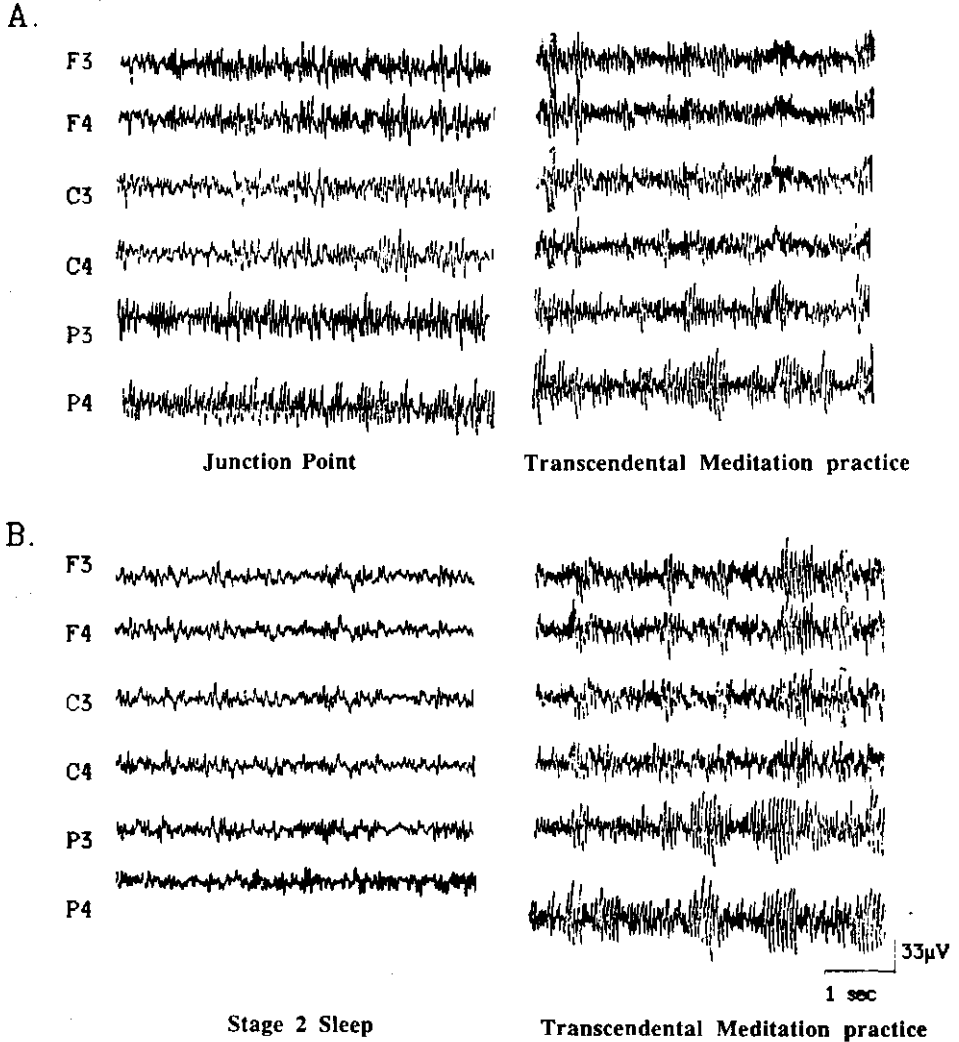 A.
F3
F4
C3
C4
P3
P4
Junction Point
Transcendental Meditation practice
B.
F3
F4
C3
C4
P3
P4
33µV
1 sec
Stage 2 Sleep
Transcendental Meditation practice